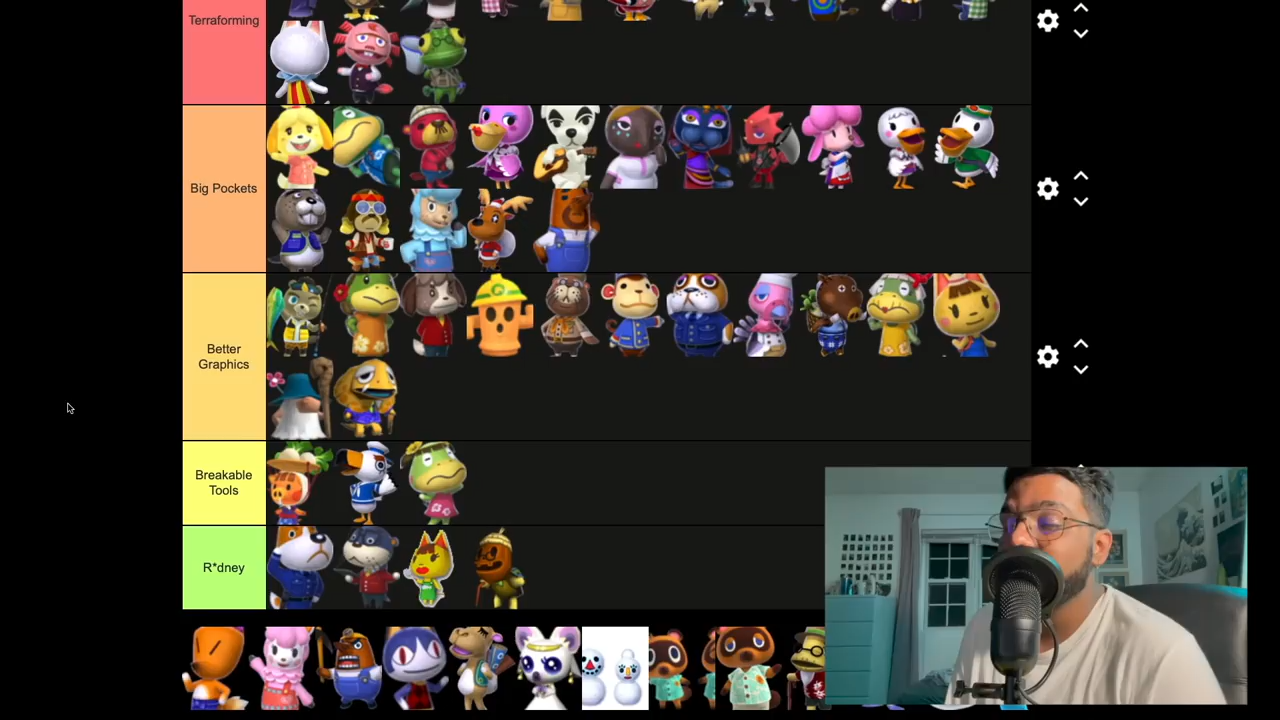 Terraforming
Big Pockets
Better
Graphics
Breakable
Tools
R*dney